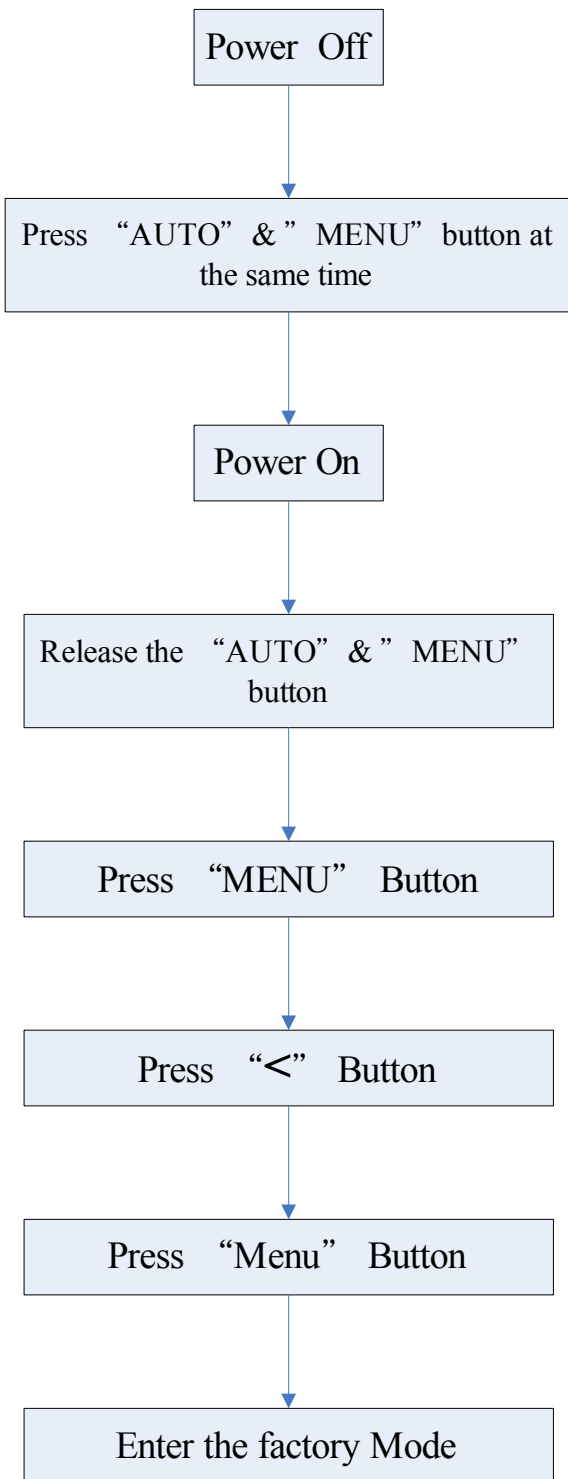 Power Off
Press “AUTO” & ” MENU” button at
the same time
Power On
Release the “AUTO” & ” MENU”
button
Press “MENU” Button
Press “<” Button
Press “Menu” Button
Enter the factory Mode